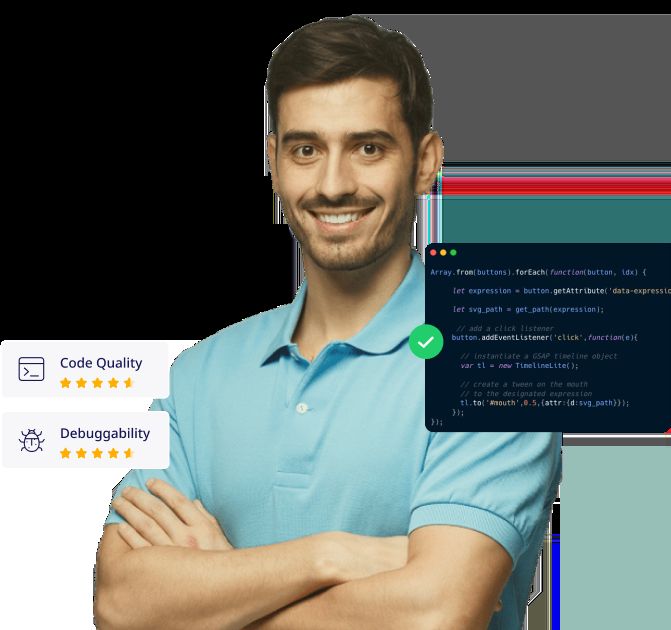 Array.from(buttons).forEach(function(button, idx) {
let expression = button.getAttribute('data-expressio
let svg_path = get_path(expression);
// add a click listener
button.addEventListener('click',function(e){
// instantiate a GSAP timeline object
var tl = new TimelineLite();
// create a tween on the mouth
// to the designated expression
tl.to('#mouth',0.5,{attr:{d:svg_path}});
});
});
Code Quality
Debuggability